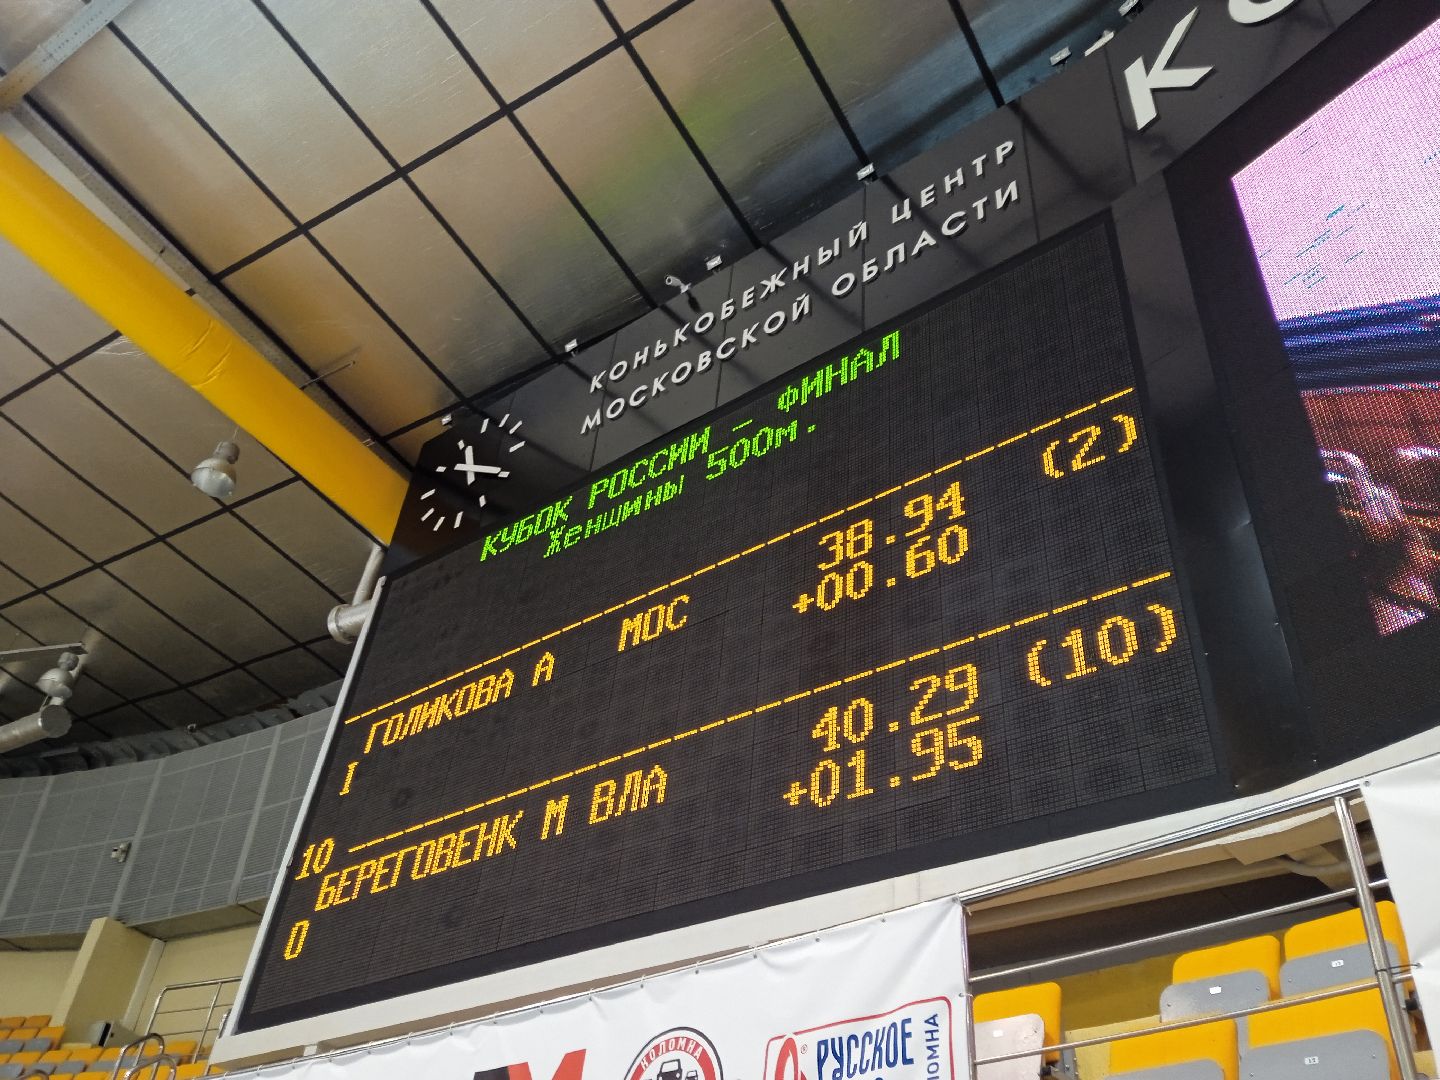 КО
КОНЬКОБЕЖНЫЙ ЦЕНТР
МОСКОВСКОЙ ОБЛАСТИ
КУБОК РОССИИ - ФИНАЛ
Женщины 500м.
ГОЛИКОВА А МОС 38.94 (2)
I +00.60
10
БЕРЕГОВЕНК М ВЛА 40.29 (10)
0 +01.95
КОЛОМНА
РУССКОЕ